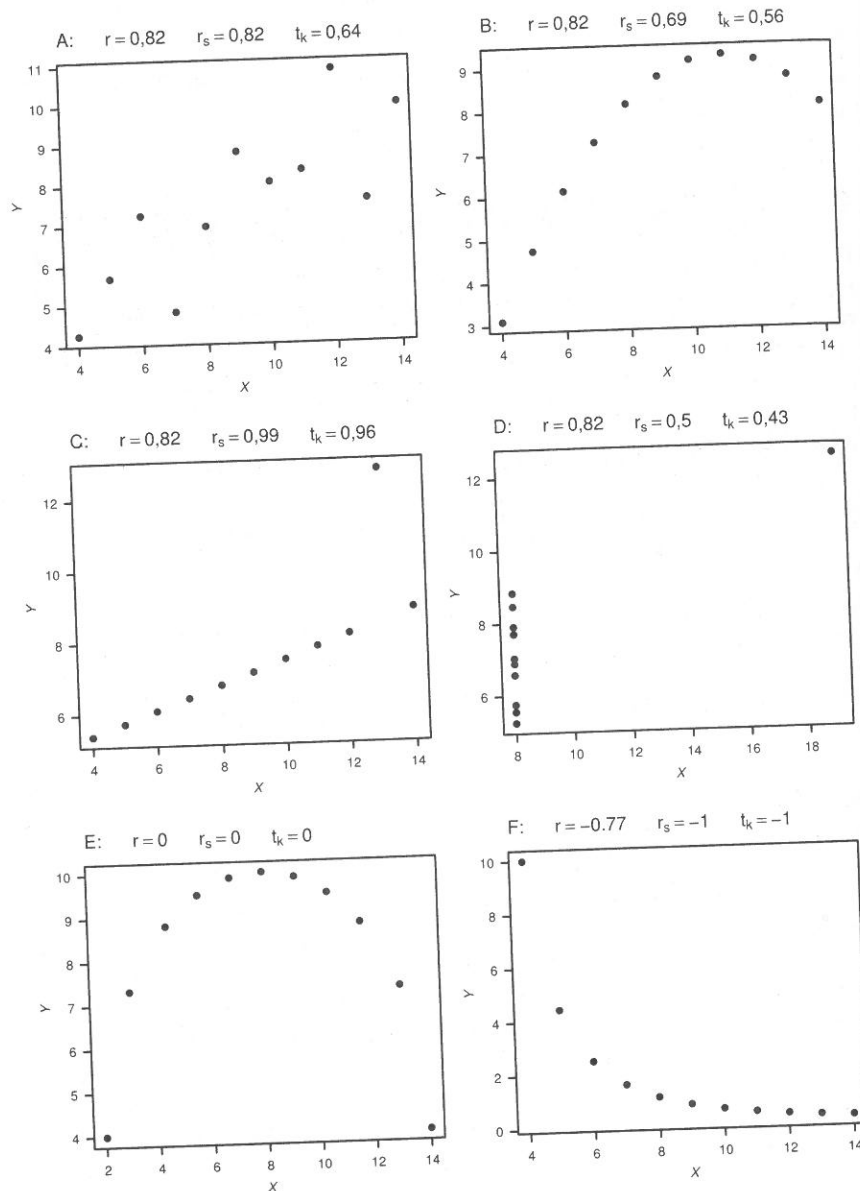 A: r = 0,82 r_s = 0,82 t_k = 0,64
11
10
9
8
7
6
5
4
Y
4 6 8 10 12 14
X
B: r = 0,82 r_s = 0,69 t_k = 0,56
9
8
7
6
5
4
3
Y
4 6 8 10 12 14
X
C: r = 0,82 r_s = 0,99 t_k = 0,96
12
10
8
6
Y
4 6 8 10 12 14
X
D: r = 0,82 r_s = 0,5 t_k = 0,43
12
10
8
6
Y
8 10 12 14 16 18
X
E: r = 0 r_s = 0 t_k = 0
10
9
8
7
6
5
4
Y
2 4 6 8 10 12 14
X
F: r = −0.77 r_s = −1 t_k = −1
10
8
6
4
2
0
Y
4 6 8 10 12 14
X